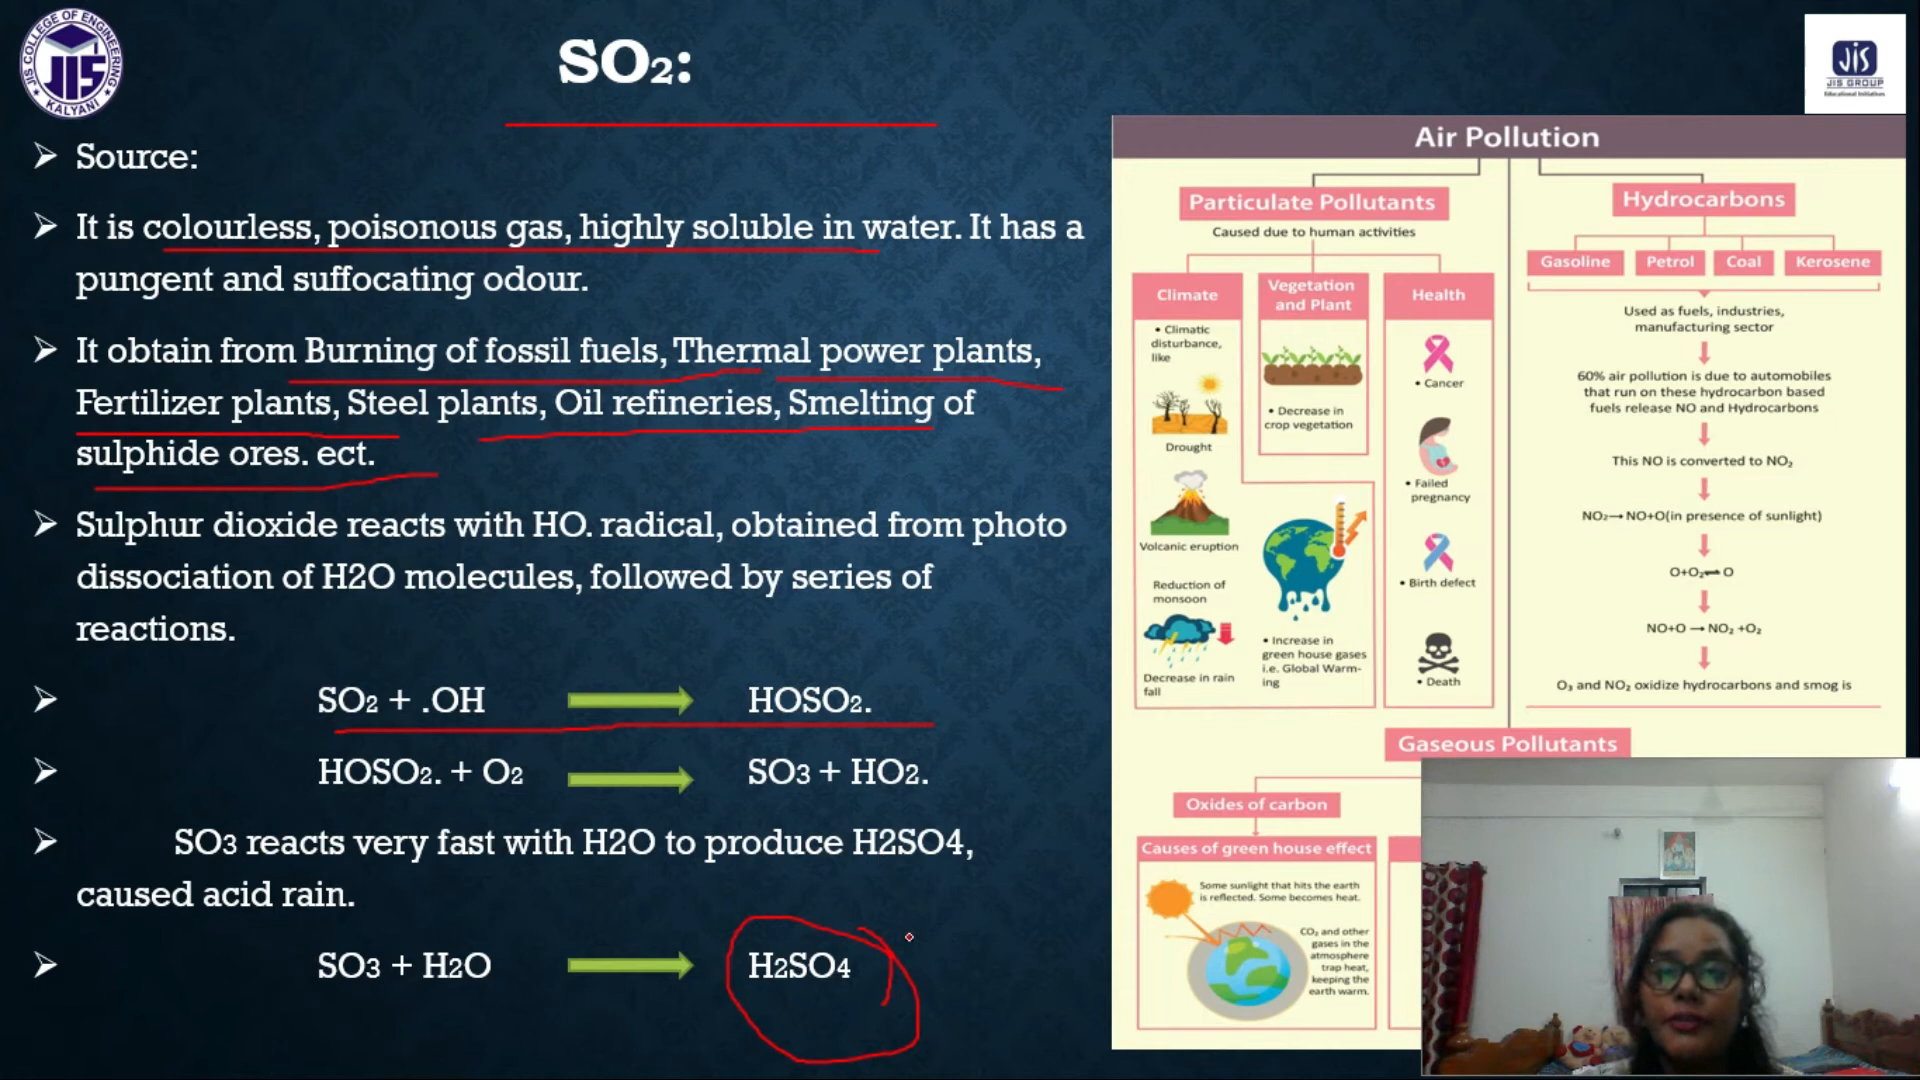 JIS COLLEGE OF ENGINEERING
JIS
KALYANI
SO2:
JIS
JIS GROUP
Educational Initiatives
➢ Source:
➢ It is colourless, poisonous gas, highly soluble in water. It has a
pungent and suffocating odour.
➢ It obtain from Burning of fossil fuels, Thermal power plants,
Fertilizer plants, Steel plants, Oil refineries, Smelting of
sulphide ores. ect.
➢ Sulphur dioxide reacts with HO. radical, obtained from photo
dissociation of H2O molecules, followed by series of
reactions.
➢ SO2 + .OH HOSO2.
➢ HOSO2. + O2 SO3 + HO2.
➢ SO3 reacts very fast with H2O to produce H2SO4,
caused acid rain.
➢ SO3 + H2O H2SO4
Air Pollution
Particulate Pollutants
Caused due to human activities
Climate
• Climatic
disturbance,
like
Drought
Volcanic eruption
Reduction of
monsoon
Decrease in rain
fall
Vegetation
and Plant
• Decrease in
crop vegetation
• Increase in
green house gases
i.e. Global Warm-
ing
Health
• Cancer
• Failed
pregnancy
• Birth defect
• Death
Hydrocarbons
Gasoline Petrol Coal Kerosene
Used as fuels, industries,
manufacturing sector
60% air pollution is due to automobiles
that run on these hydrocarbon based
fuels release NO and Hydrocarbons
This NO is converted to NO2
NO2→NO+O(in presence of sunlight)
O+O2⇌O
NO+O→NO2 +O2
O3 and NO2 oxidize hydrocarbons and smog is
Gaseous Pollutants
Oxides of carbon
Causes of green house effect
Some sunlight that hits the earth
is reflected. Some becomes heat.
CO2 and other
gases in the
atmosphere
trap heat,
keeping the
earth warm.